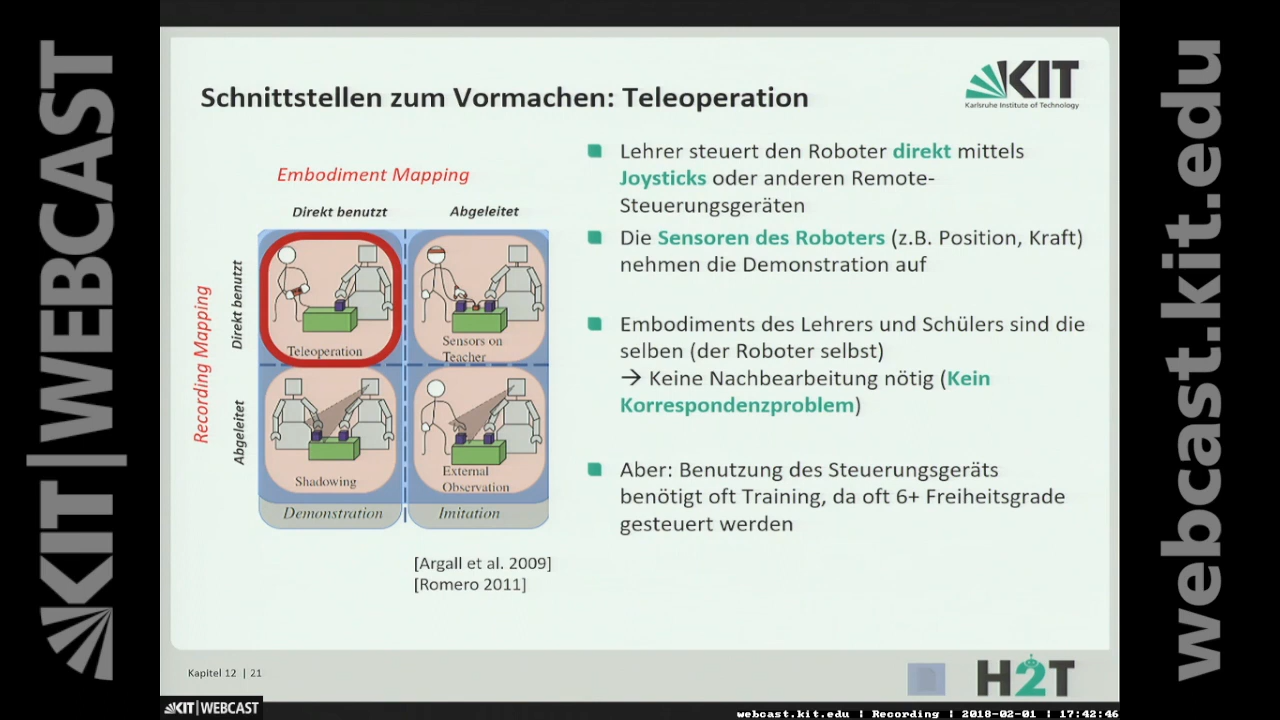 KIT|WEBCAST
webcast.kit.edu
Schnittstellen zum Vormachen: Teleoperation
KIT
Karlsruhe Institute of Technology
Embodiment Mapping
Direkt benutzt
Abgeleitet
Recording Mapping
Direkt benutzt
Abgeleitet
Teleoperation
Sensors on
Teacher
Shadowing
External
Observation
Demonstration
Imitation
[Argall et al. 2009]
[Romero 2011]
Lehrer steuert den Roboter direkt mittels
Joysticks oder anderen Remote-
Steuerungsgeräten
Die Sensoren des Roboters (z.B. Position, Kraft)
nehmen die Demonstration auf
Embodiments des Lehrers und Schülers sind die
selben (der Roboter selbst)
→ Keine Nachbearbeitung nötig (Kein
Korrespondenzproblem)
Aber: Benutzung des Steuerungsgeräts
benötigt oft Training, da oft 6+ Freiheitsgrade
gesteuert werden
Kapitel 12 | 21
H2T
KIT|WEBCAST
webcast.kit.edu | Recording | 2018-02-01 | 17:42:46